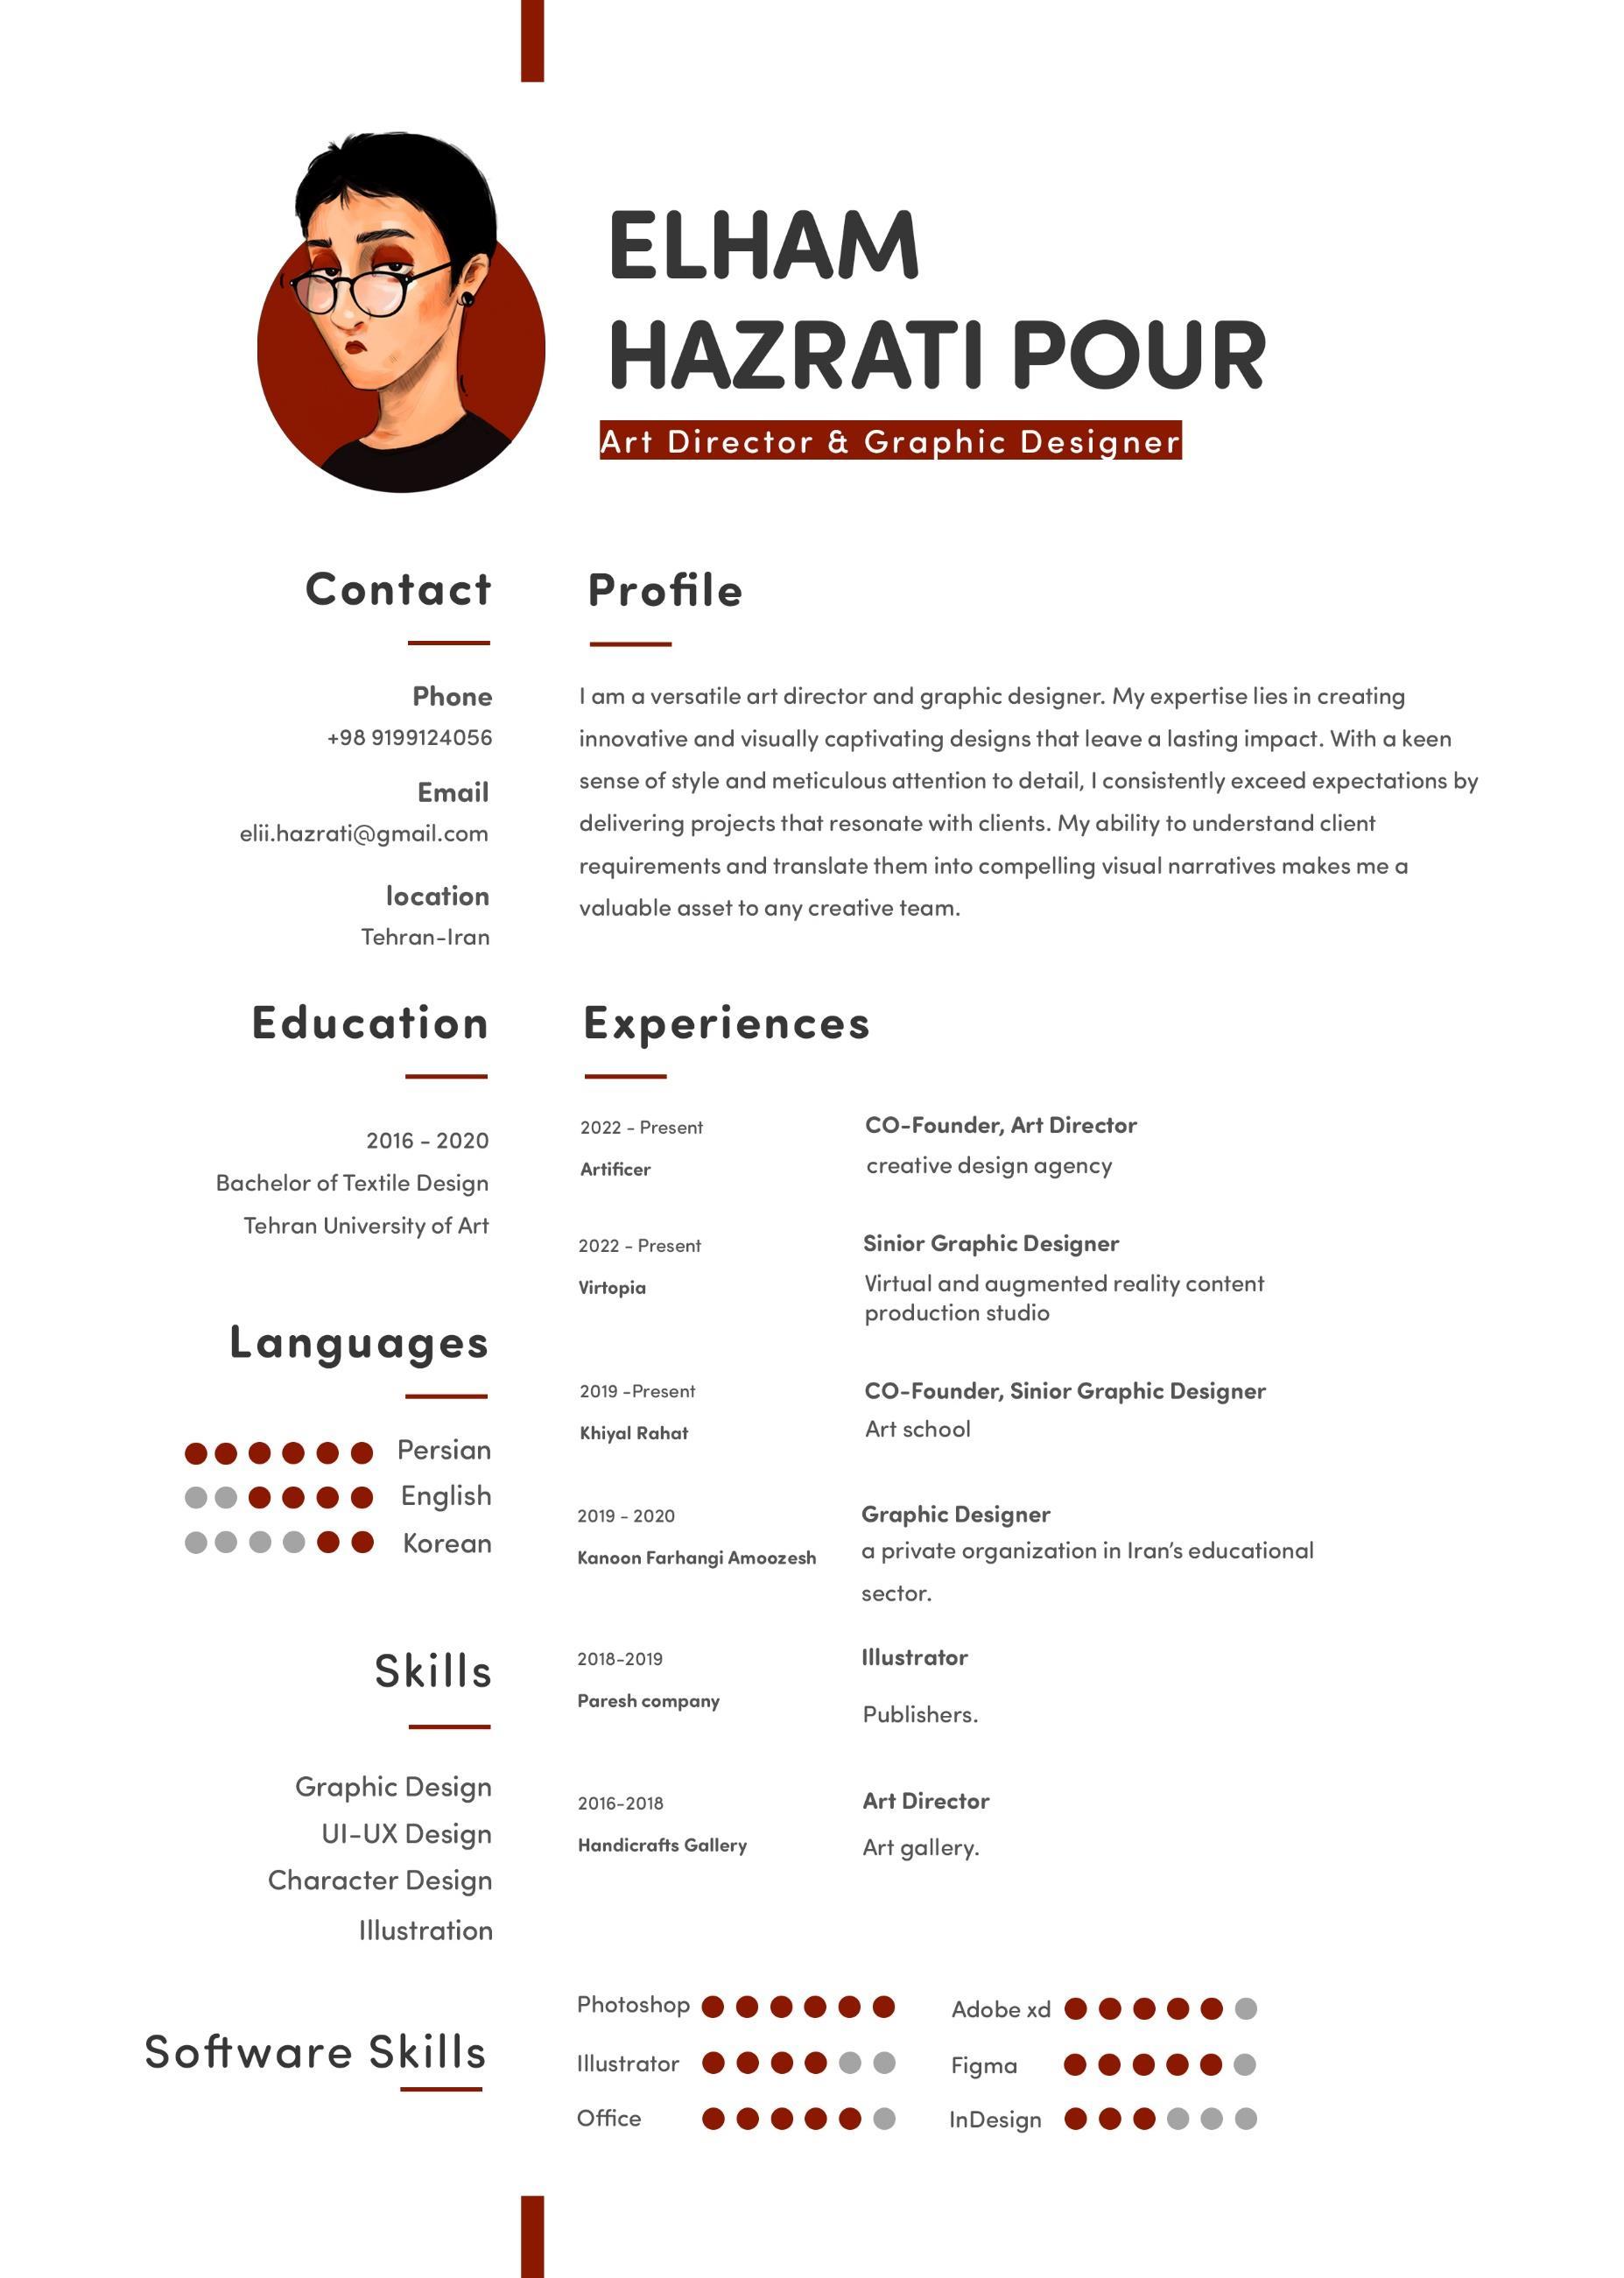 ELHAM
HAZRATI POUR
Art Director & Graphic Designer
Contact
Phone
+98 9199124056
Email
elii.hazrati@gmail.com
location
Tehran-Iran
Education
2016 - 2020
Bachelor of Textile Design
Tehran University of Art
Languages
Persian
English
Korean
Skills
Graphic Design
UI-UX Design
Character Design
Illustration
Profile
I am a versatile art director and graphic designer. My expertise lies in creating
innovative and visually captivating designs that leave a lasting impact. With a keen
sense of style and meticulous attention to detail, I consistently exceed expectations by
delivering projects that resonate with clients. My ability to understand client
requirements and translate them into compelling visual narratives makes me a
valuable asset to any creative team.
Experiences
2022 - Present
Artificer
CO-Founder, Art Director
creative design agency
2022 - Present
Virtopia
Sinior Graphic Designer
Virtual and augmented reality content
production studio
2019 -Present
Khiyal Rahat
CO-Founder, Sinior Graphic Designer
Art school
2019 - 2020
Kanoon Farhangi Amoozesh
Graphic Designer
a private organization in Iran's educational
sector.
2018-2019
Paresh company
Illustrator
Publishers.
2016-2018
Handicrafts Gallery
Art Director
Art gallery.
Software Skills
Photoshop
Illustrator
Office
Adobe xd
Figma
InDesign